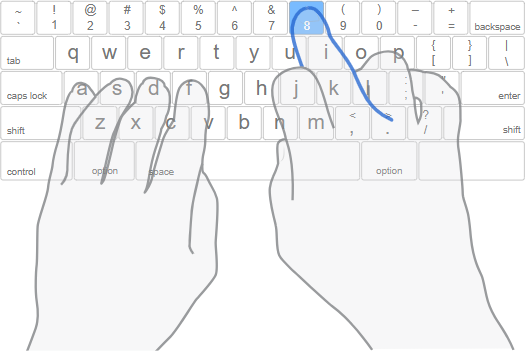 ~ ! @ # $ % ^ & ( ) – +
` 1 2 3 4 5 6 7 8 9 0 - = backspace
tab q w e r t y u i o p { [ } ] | \
caps lock a s d f g h j k l : ; " ' enter
shift z x c v b n m < , > . ? / shift
control option space option